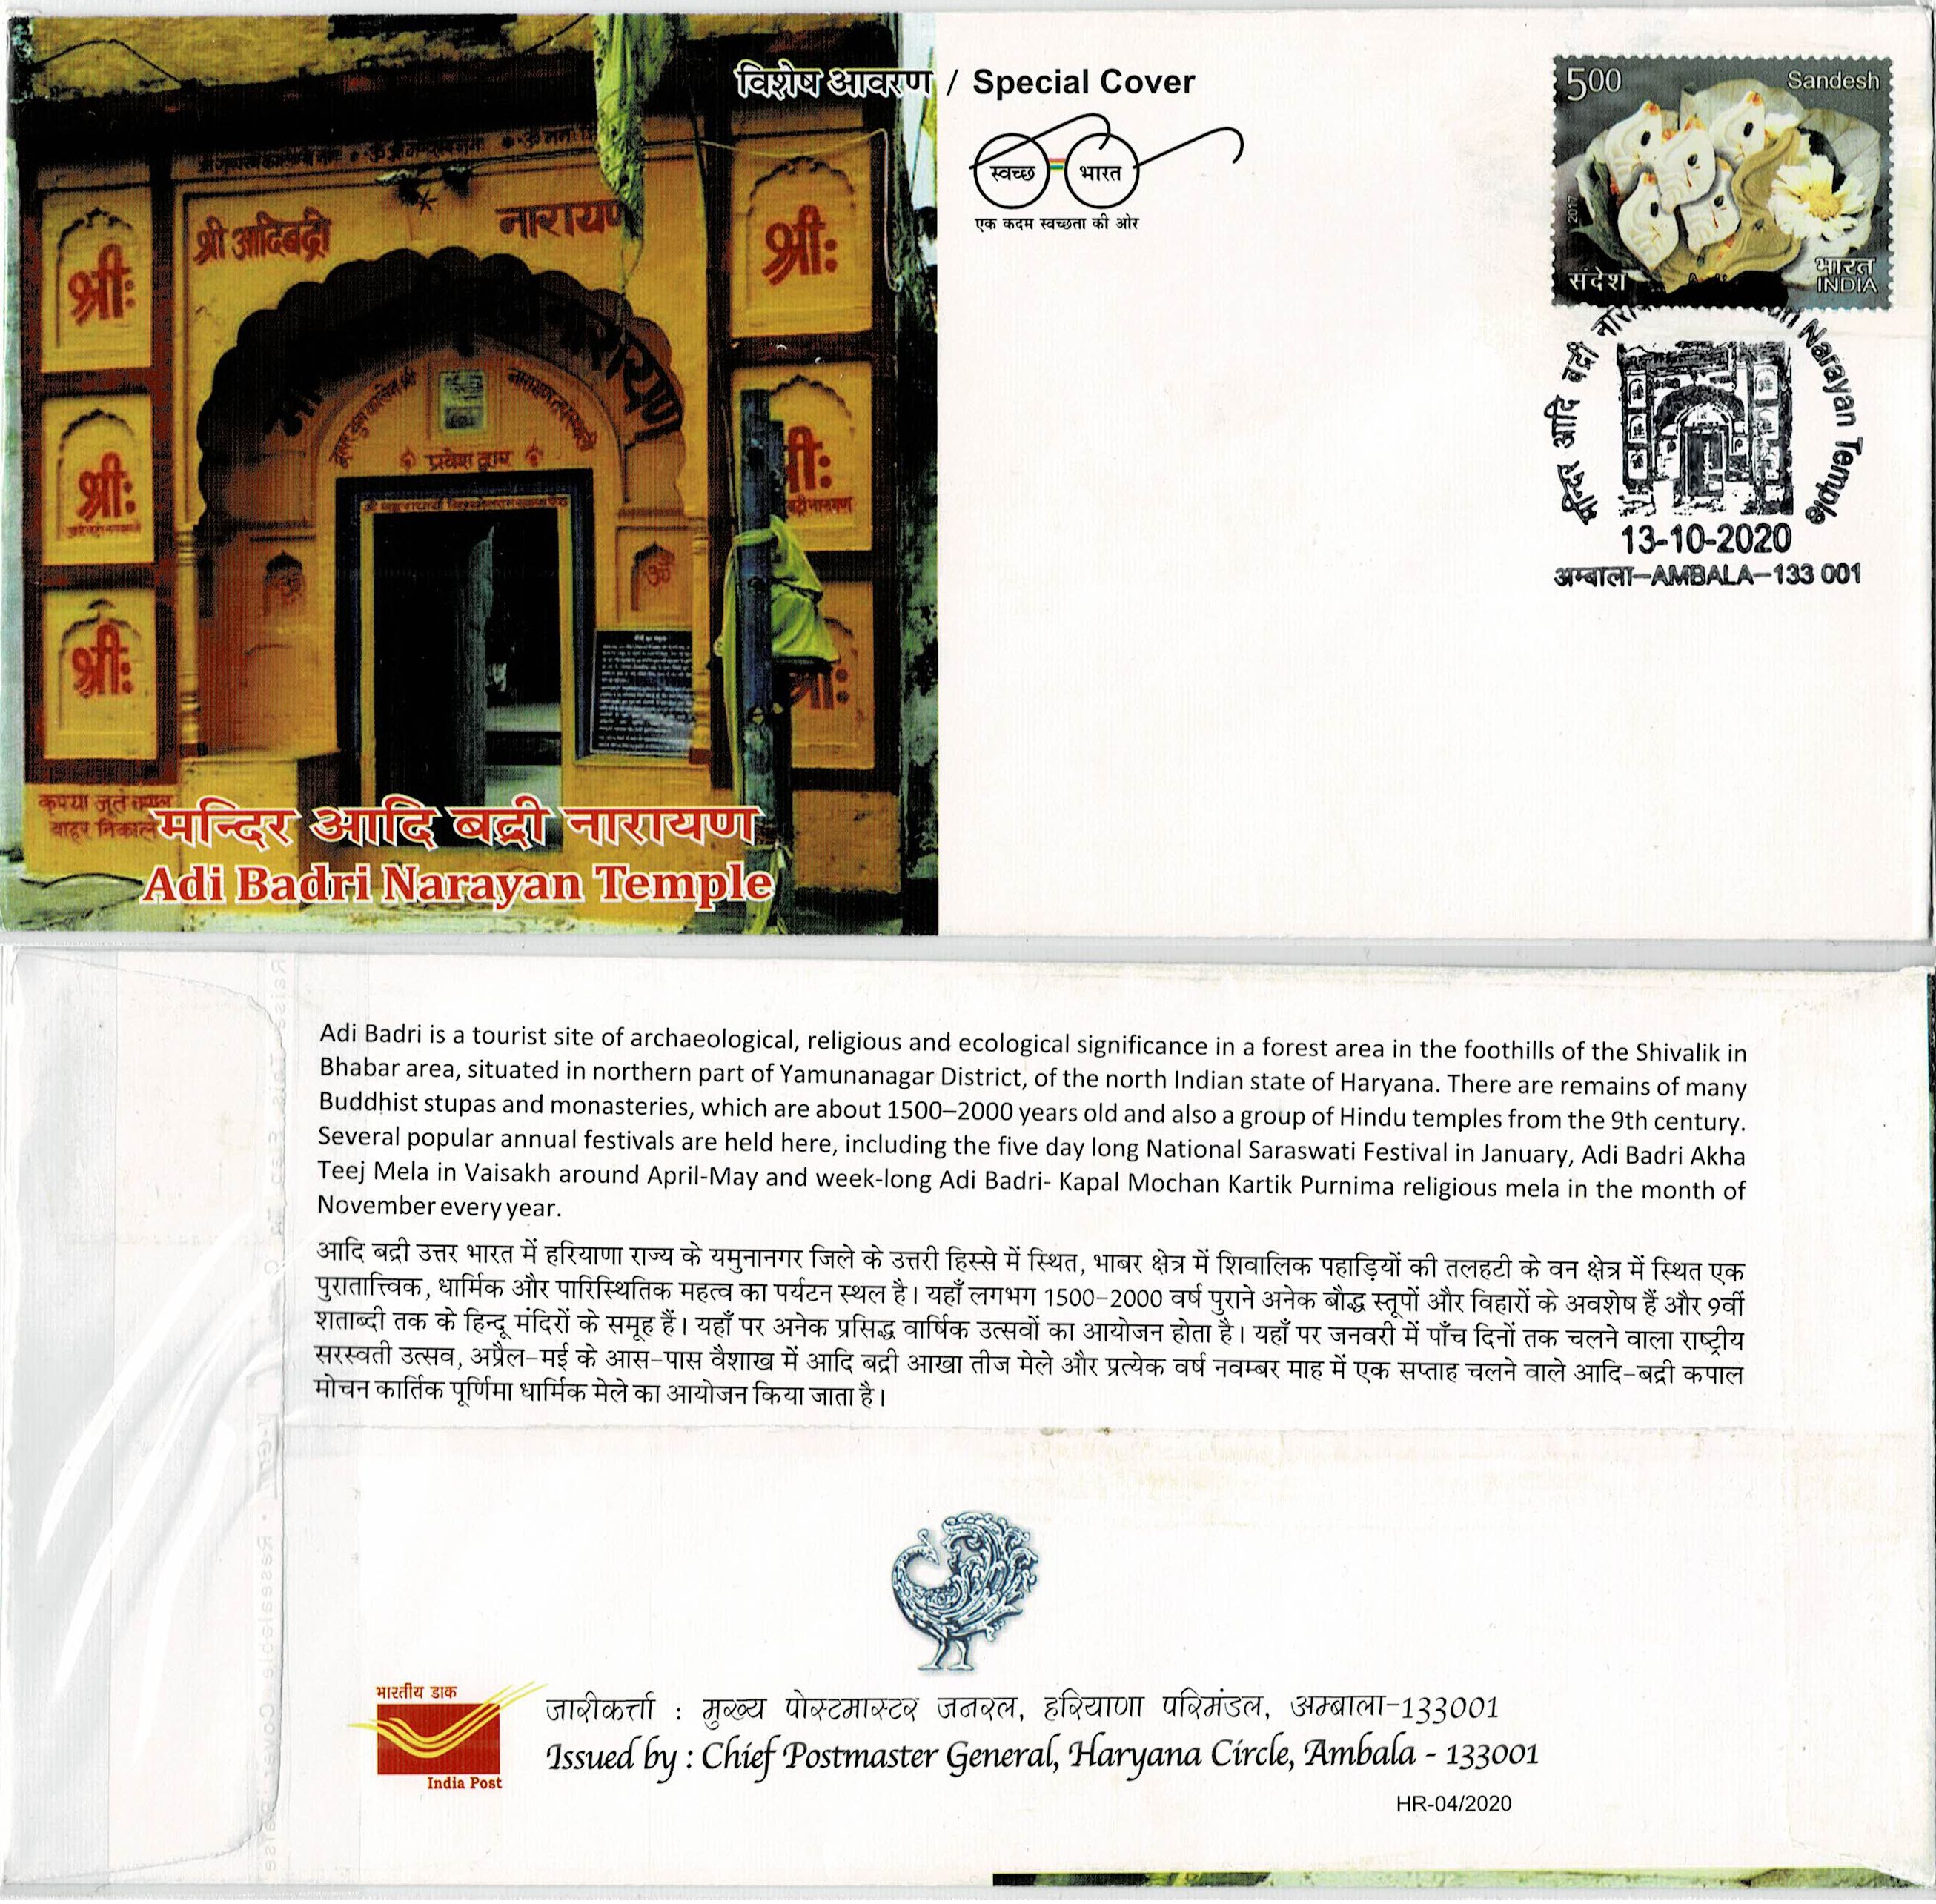 विशेष आवरण / Special Cover
स्वच्छ भारत
एक कदम स्वच्छता की ओर
500 Sandesh
2017
संदेश
भारत
INDIA
मन्दिर आदि बद्री
Narayan Temple
13-10-2020
अम्बाला-AMBALA-133 001
श्री आदिबद्री नारायण
श्रीः
श्रीः
श्रीः
श्रीः
नारायण
प्रवेश द्वार
ॐ
कृपया जूते चप्पल
बाहर निकालें
मन्दिर आदि बद्री नारायण
Adi Badri Narayan Temple
Adi Badri is a tourist site of archaeological, religious and ecological significance in a forest area in the foothills of the Shivalik in
Bhabar area, situated in northern part of Yamunanagar District, of the north Indian state of Haryana. There are remains of many
Buddhist stupas and monasteries, which are about 1500–2000 years old and also a group of Hindu temples from the 9th century.
Several popular annual festivals are held here, including the five day long National Saraswati Festival in January, Adi Badri Akha
Teej Mela in Vaisakh around April-May and week-long Adi Badri- Kapal Mochan Kartik Purnima religious mela in the month of
November every year.
आदि बद्री उत्तर भारत में हरियाणा राज्य के यमुनानगर जिले के उत्तरी हिस्से में स्थित, भाबर क्षेत्र में शिवालिक पहाड़ियों की तलहटी के वन क्षेत्र में स्थित एक
पुरातात्त्विक, धार्मिक और पारिस्थितिक महत्व का पर्यटन स्थल है। यहाँ लगभग 1500-2000 वर्ष पुराने अनेक बौद्ध स्तूपों और विहारों के अवशेष हैं और 9वीं
शताब्दी तक के हिन्दू मंदिरों के समूह हैं। यहाँ पर अनेक प्रसिद्ध वार्षिक उत्सवों का आयोजन होता है। यहाँ पर जनवरी में पाँच दिनों तक चलने वाला राष्ट्रीय
सरस्वती उत्सव, अप्रैल-मई के आस-पास वैशाख में आदि बद्री आखा तीज मेले और प्रत्येक वर्ष नवम्बर माह में एक सप्ताह चलने वाले आदि-बद्री कपाल
मोचन कार्तिक पूर्णिमा धार्मिक मेले का आयोजन किया जाता है।
भारतीय डाक
India Post
जारीकर्त्ता : मुख्य पोस्टमास्टर जनरल, हरियाणा परिमंडल, अम्बाला-133001
Issued by : Chief Postmaster General, Haryana Circle, Ambala - 133001
HR-04/2020